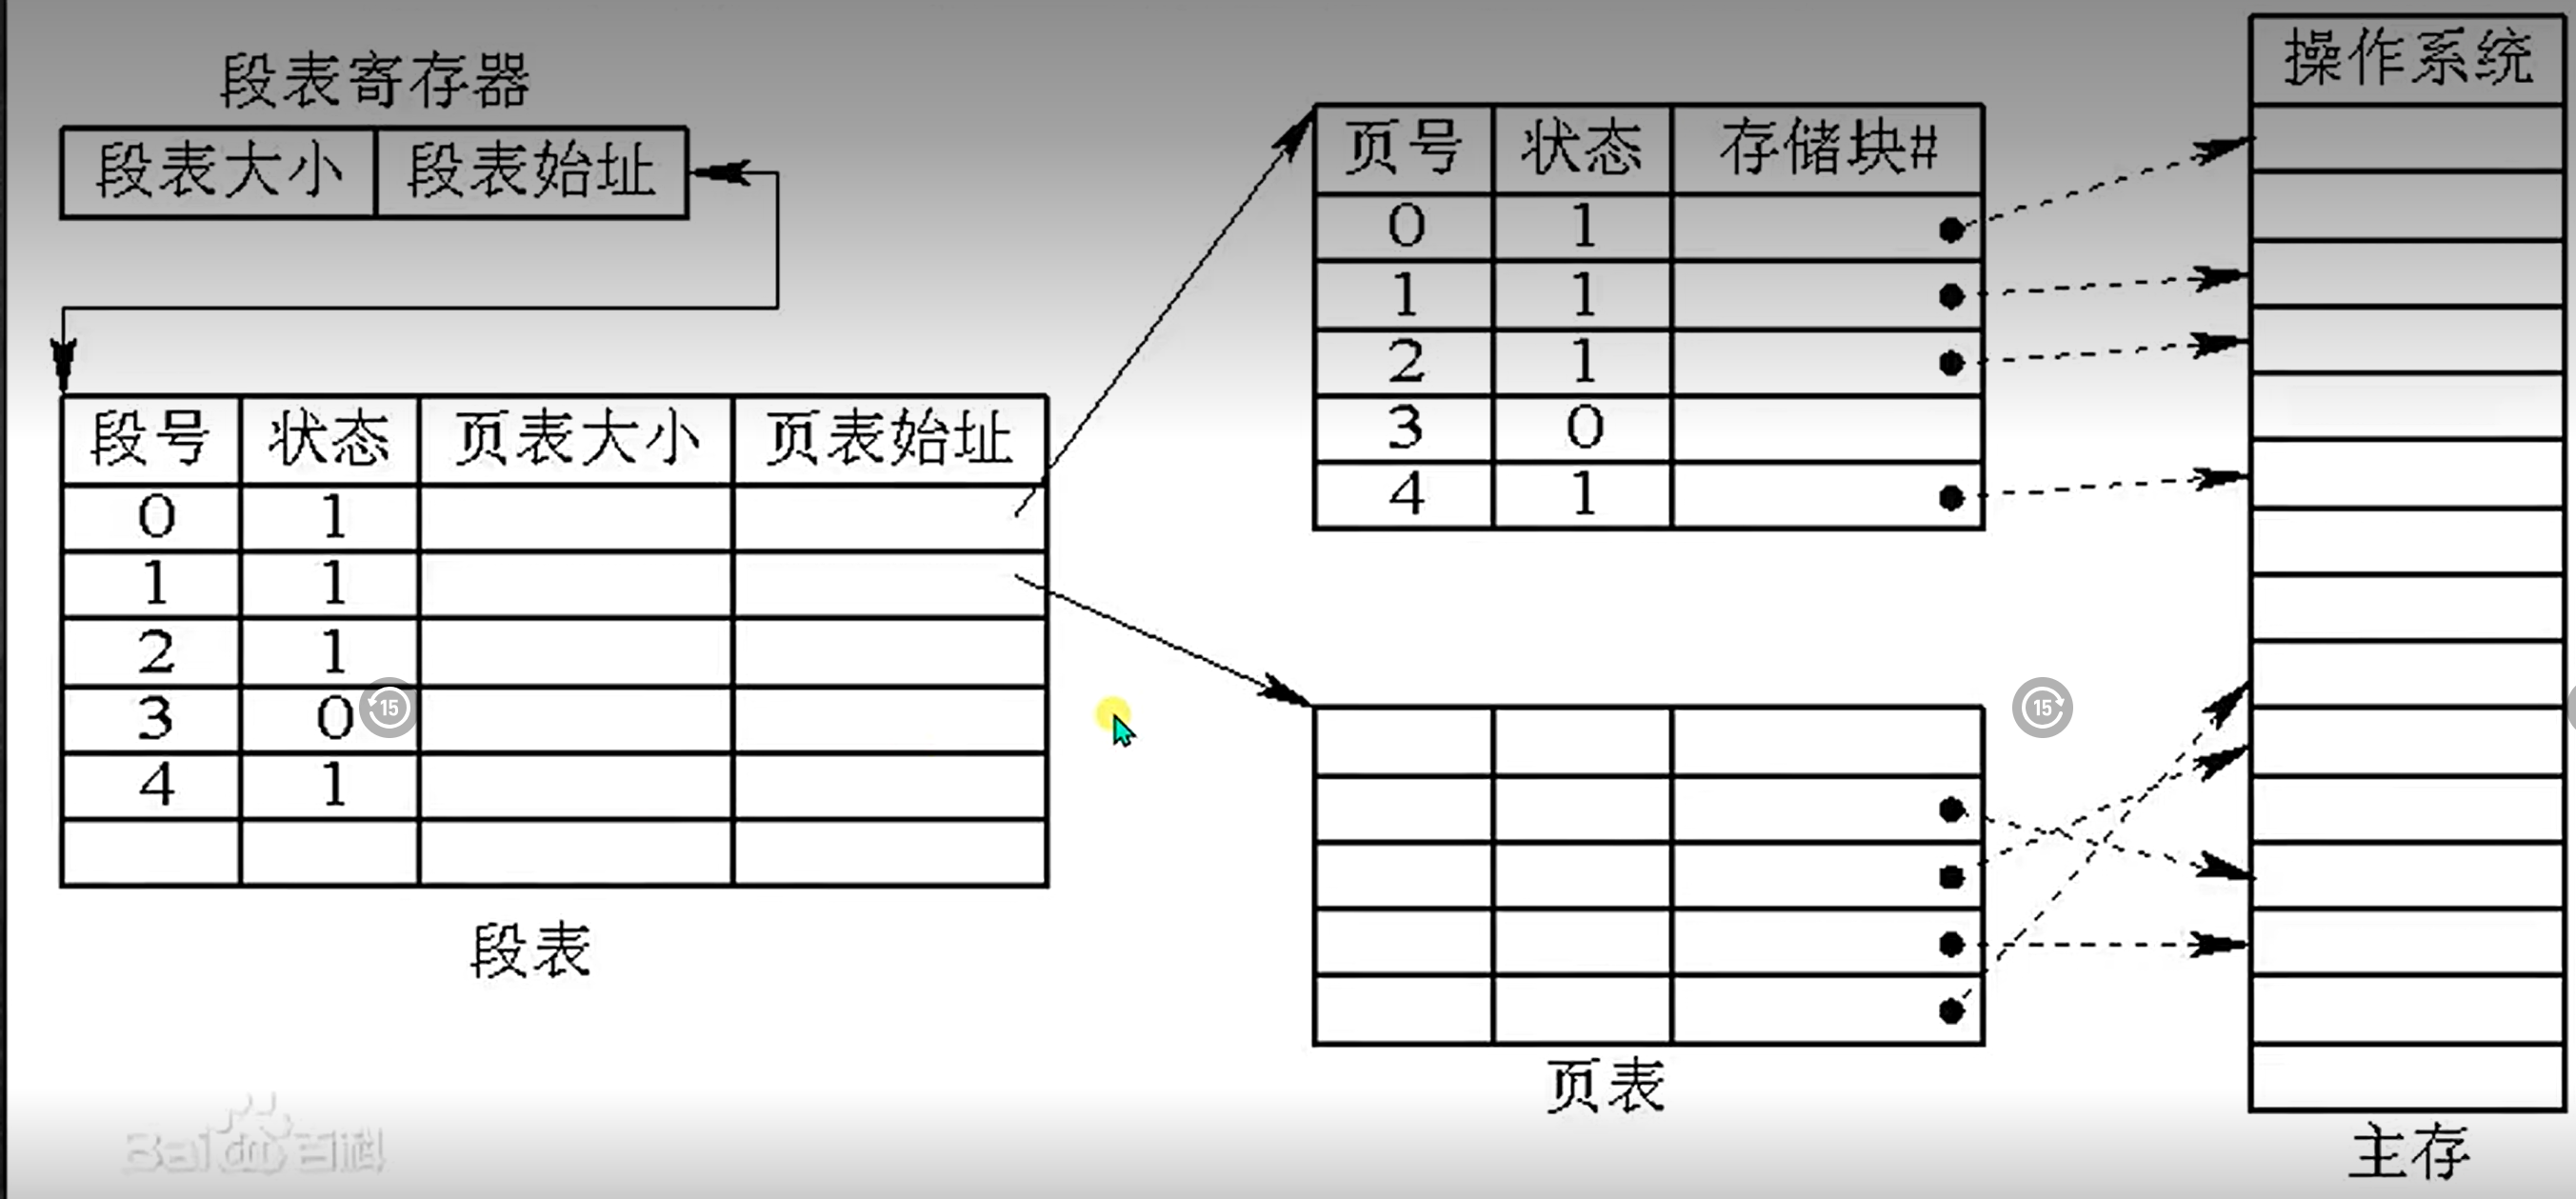 段表寄存器
段表大小 段表始址
段号 状态 页表大小 页表始址
0 1
1 1
2 1
3 0
4 1
段表
15
页号 状态 存储块#
0 1
1 1
2 1
3 0
4 1
15
页表
操作系统
主存
Bai du 百科